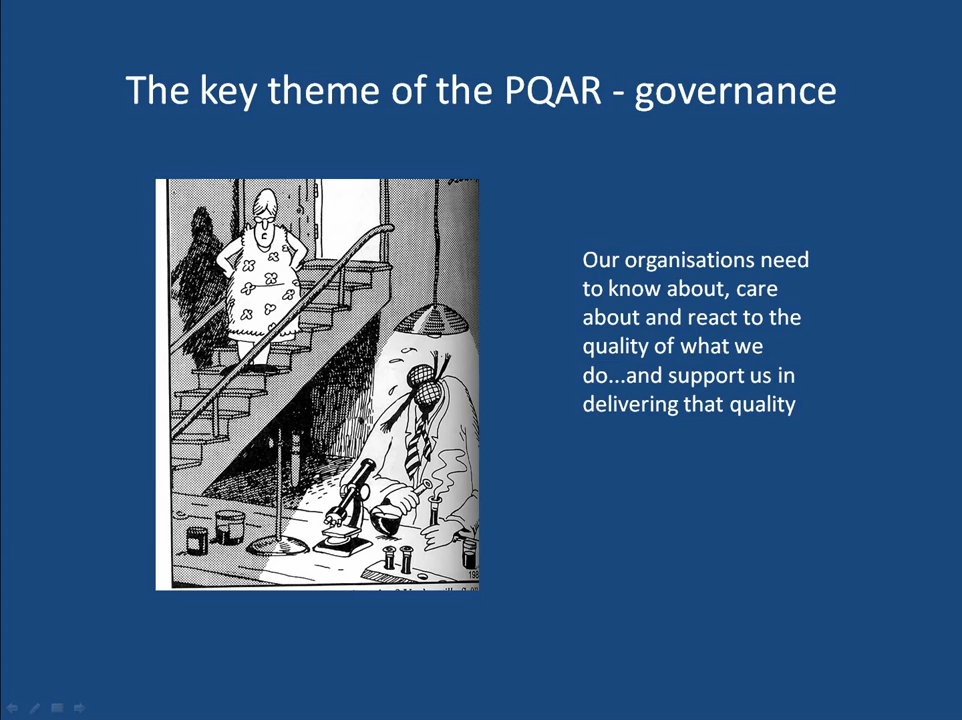 The key theme of the PQAR - governance
Our organisations need
to know about, care
about and react to the
quality of what we
do...and support us in
delivering that quality